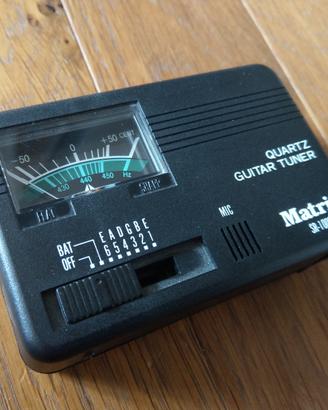 -50 0 +50 CENT
430 440 450 Hz
FLAT SHARP
QUARTZ
GUITAR TUNER
MIC
E A D G B E
BAT 6 5 4 3 2 1
OFF